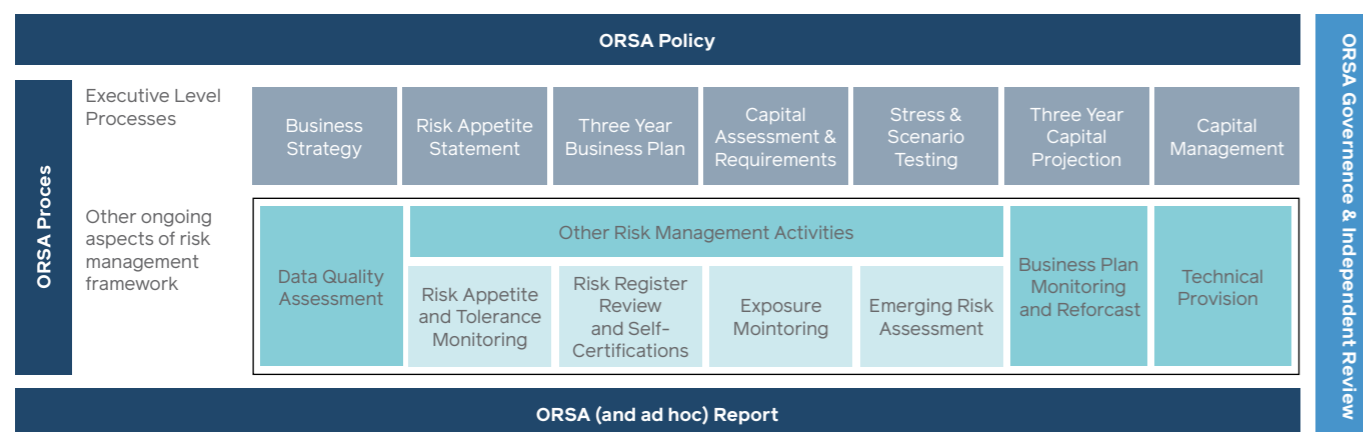 ORSA Policy
ORSA Proces
Executive Level
Processes
Business
Strategy
Risk Appetite
Statement
Three Year
Business Plan
Capital
Assessment &
Requirements
Stress &
Scenario
Testing
Three Year
Capital
Projection
Capital
Management
Other ongoing
aspects of risk
management
framework
Data Quality
Assessment
Other Risk Management Activities
Risk Appetite
and Tolerance
Monitoring
Risk Register
Review
and Self-
Certifications
Exposure
Mointoring
Emerging Risk
Assessment
Business Plan
Monitoring
and Reforcast
Technical
Provision
ORSA (and ad hoc) Report
ORSA Governence & Independent Review